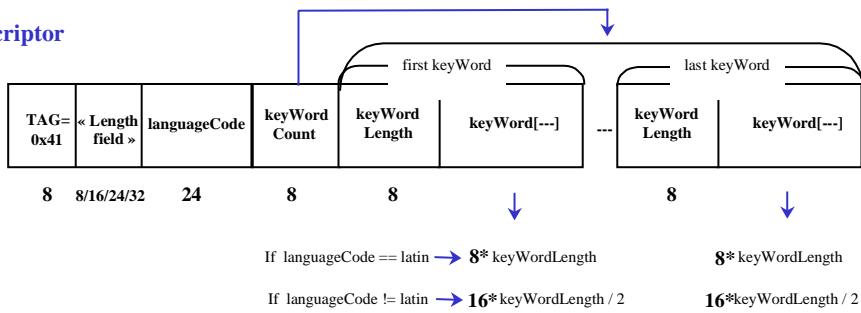 criptor
first keyWord
last keyWord
TAG=
0x41
« Length
field »
languageCode
keyWord
Count
keyWord
Length
keyWord[---]
---
keyWord
Length
keyWord[---]
8
8/16/24/32
24
8
8
8
If languageCode == latin
8* keyWordLength
8* keyWordLength
If languageCode != latin
16* keyWordLength / 2
16*keyWordLength / 2